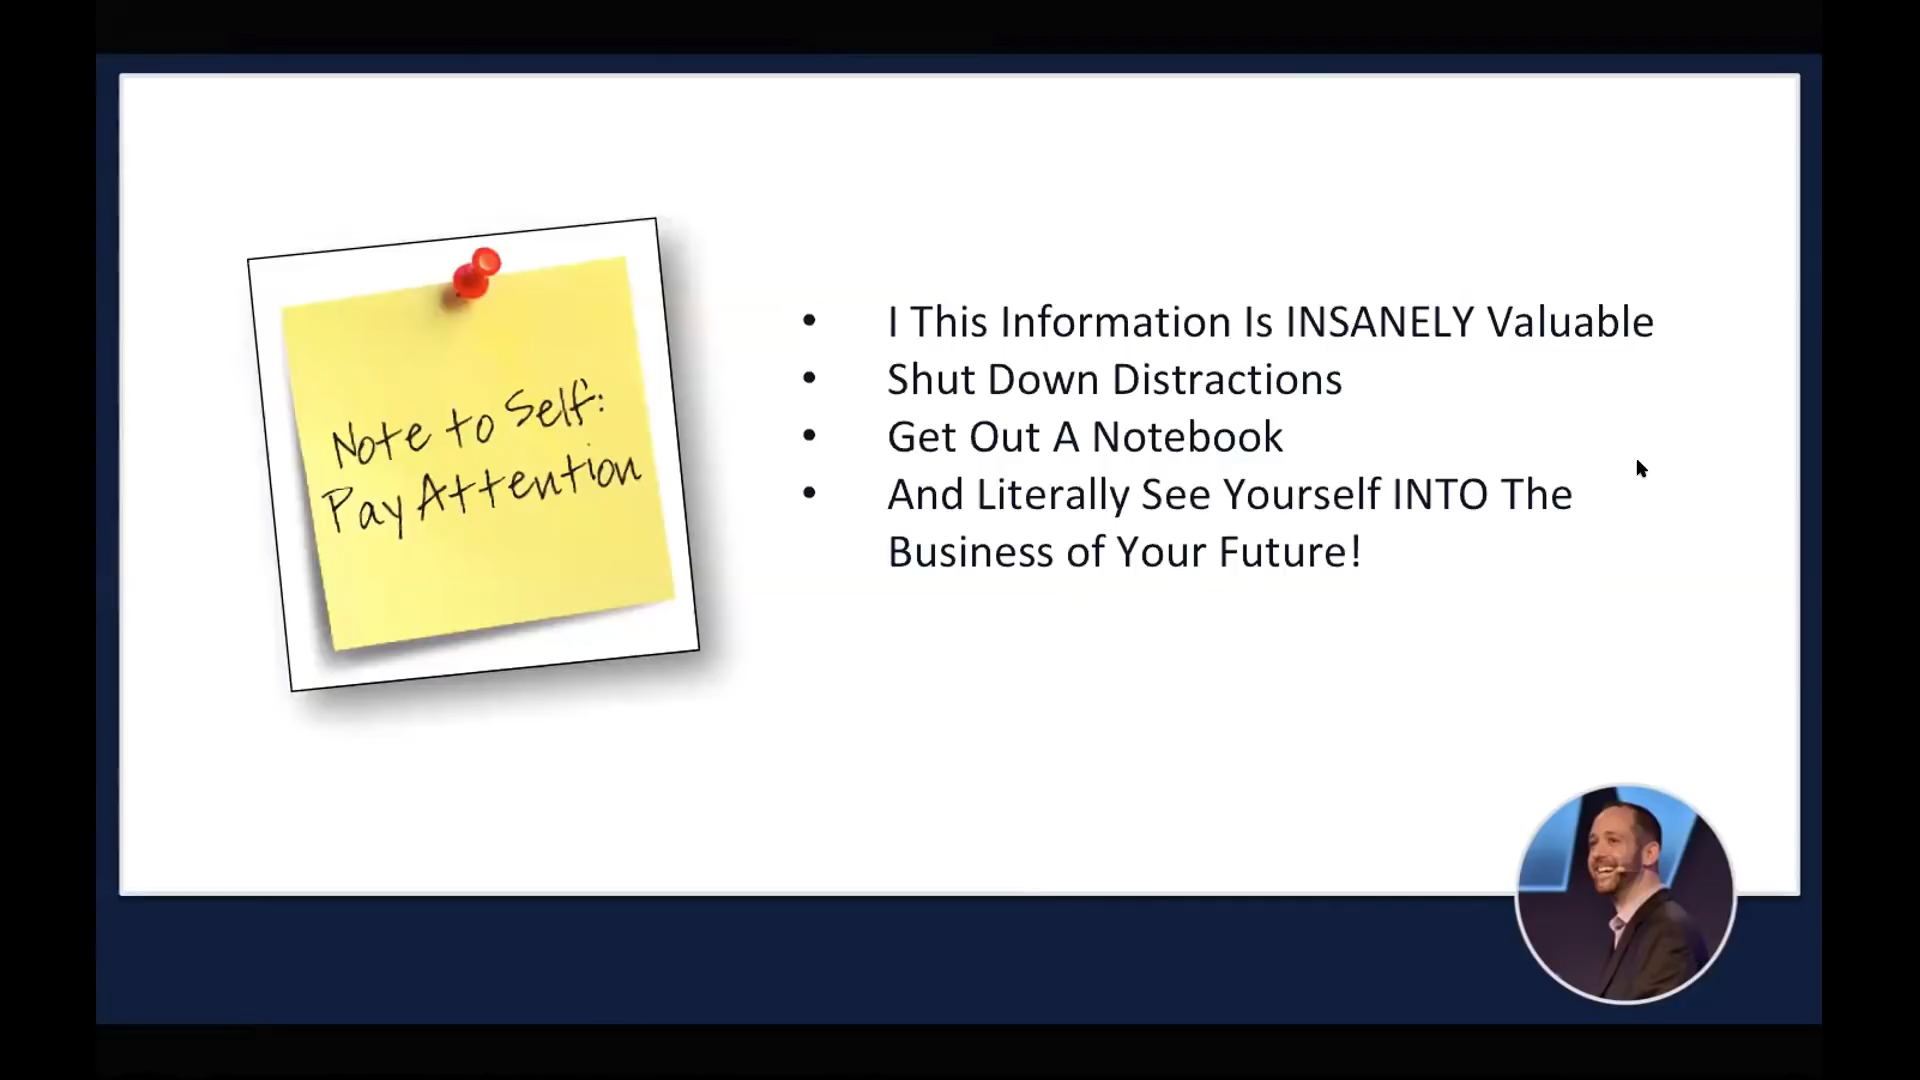 Note to Self:
Pay Attention
• I This Information Is INSANELY Valuable
• Shut Down Distractions
• Get Out A Notebook
• And Literally See Yourself INTO The
Business of Your Future!